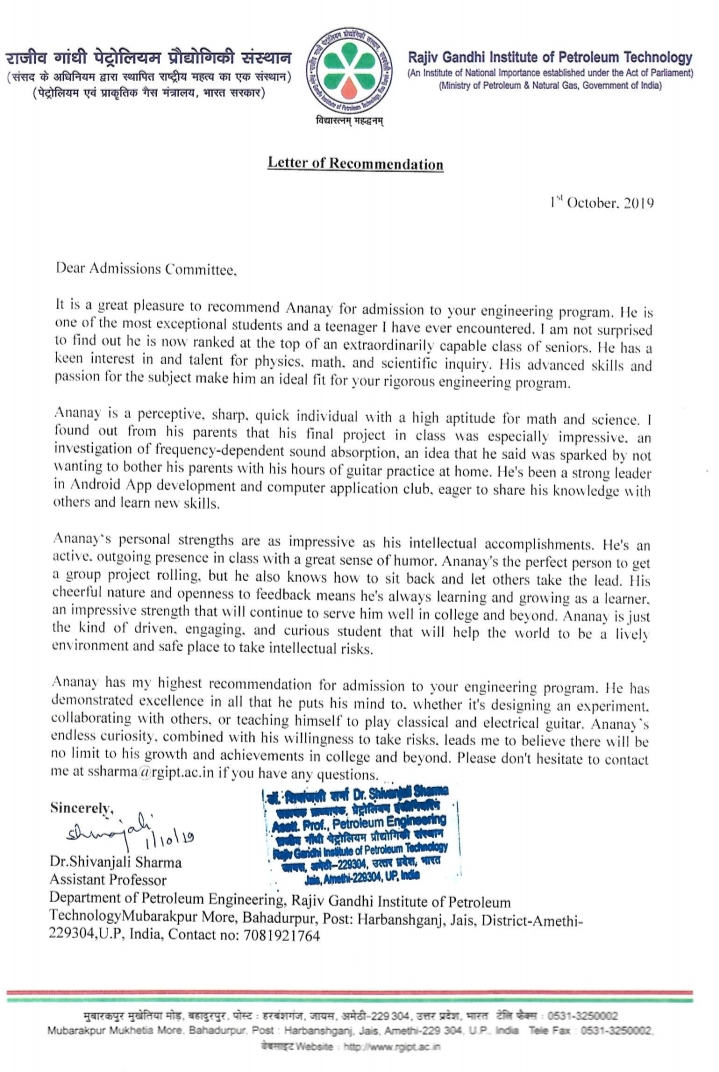 राजीव गांधी पेट्रोलियम प्रौद्योगिकी संस्थान
(संसद के अधिनियम द्वारा स्थापित राष्ट्रीय महत्व का एक संस्थान)
(पेट्रोलियम एवं प्राकृतिक गैस मंत्रालय, भारत सरकार)
विद्यारत्नम् महद्धनम्
Rajiv Gandhi Institute of Petroleum Technology
(An Institute of National Importance established under the Act of Parliament)
(Ministry of Petroleum & Natural Gas, Government of India)
Letter of Recommendation
1st October, 2019
Dear Admissions Committee,
It is a great pleasure to recommend Ananay for admission to your engineering program. He is
one of the most exceptional students and a teenager I have ever encountered. I am not surprised
to find out he is now ranked at the top of an extraordinarily capable class of seniors. He has a
keen interest in and talent for physics, math, and scientific inquiry. His advanced skills and
passion for the subject make him an ideal fit for your rigorous engineering program.
Ananay is a perceptive, sharp, quick individual with a high aptitude for math and science. I
found out from his parents that his final project in class was especially impressive, an
investigation of frequency-dependent sound absorption, an idea that he said was sparked by not
wanting to bother his parents with his hours of guitar practice at home. He's been a strong leader
in Android App development and computer application club, eager to share his knowledge with
others and learn new skills.
Ananay's personal strengths are as impressive as his intellectual accomplishments. He's an
active, outgoing presence in class with a great sense of humor. Ananay's the perfect person to get
a group project rolling, but he also knows how to sit back and let others take the lead. His
cheerful nature and openness to feedback means he's always learning and growing as a learner,
an impressive strength that will continue to serve him well in college and beyond. Ananay is just
the kind of driven, engaging, and curious student that will help the world to be a lively
environment and safe place to take intellectual risks.
Ananay has my highest recommendation for admission to your engineering program. He has
demonstrated excellence in all that he puts his mind to, whether it's designing an experiment,
collaborating with others, or teaching himself to play classical and electrical guitar. Ananay's
endless curiosity, combined with his willingness to take risks, leads me to believe there will be
no limit to his growth and achievements in college and beyond. Please don't hesitate to contact
me at ssharma@rgipt.ac.in if you have any questions.
Sincerely,
Shivajali
1/10/19
डॉ. शिवांजली शर्मा Dr. Shivanjali Sharma
सहायक प्राध्यापक, पेट्रोलियम इंजीनियरिंग
Asstt. Prof., Petroleum Engineering
राजीव गाँधी पेट्रोलियम प्रौद्योगिकी संस्थान
Rajiv Gandhi Institute of Petroleum Technology
जायस, अमेठी-229304, उत्तर प्रदेश, भारत
Jais, Amethi-229304, UP, India
Dr.Shivanjali Sharma
Assistant Professor
Department of Petroleum Engineering, Rajiv Gandhi Institute of Petroleum
TechnologyMubarakpur More, Bahadurpur, Post: Harbanshganj, Jais, District-Amethi-
229304,U.P, India, Contact no: 7081921764
मुबारकपुर मुखेतिया मोड़, बहादुरपुर, पोस्ट : हरबंशगंज, जायस, अमेठी-229 304, उत्तर प्रदेश, भारत टेलि फैक्स : 0531-3250002
Mubarakpur Mukhetia More, Bahadurpur, Post : Harbanshganj, Jais, Amethi-229 304, U.P., India Tele Fax : 0531-3250002,
वेबसाइट Website : http://www.rgipt.ac.in